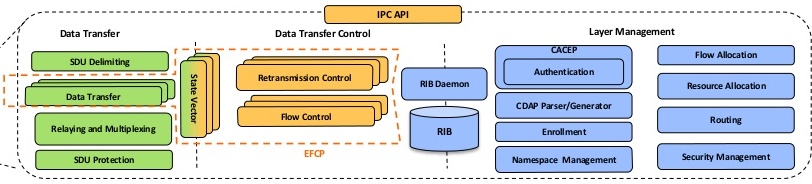 IPC API
Data Transfer
Data Transfer Control
Layer Management
SDU Delimiting
Data Transfer
Relaying and Multiplexing
SDU Protection
State Vector
Retransmission Control
Flow Control
EFCP
RIB Daemon
RIB
CACEP
Authentication
CDAP Parser/Generator
Enrollment
Namespace Management
Flow Allocation
Resource Allocation
Routing
Security Management